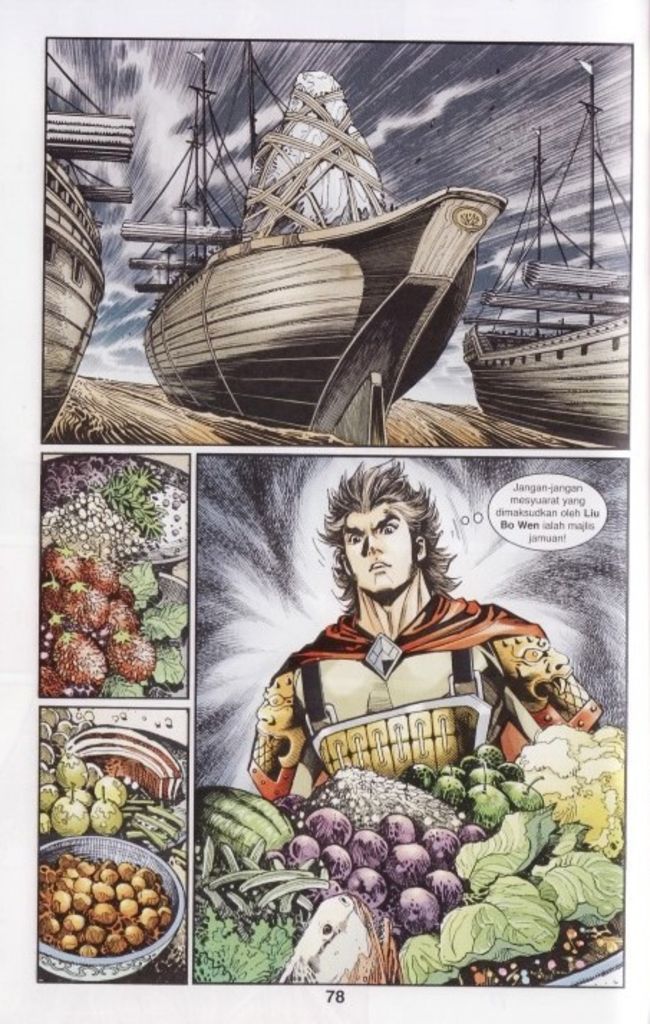 Jangan-jangan
mesyuarat yang
dimaksudkan oleh Liu
Bo Wen ialah majlis
jamuan!
78